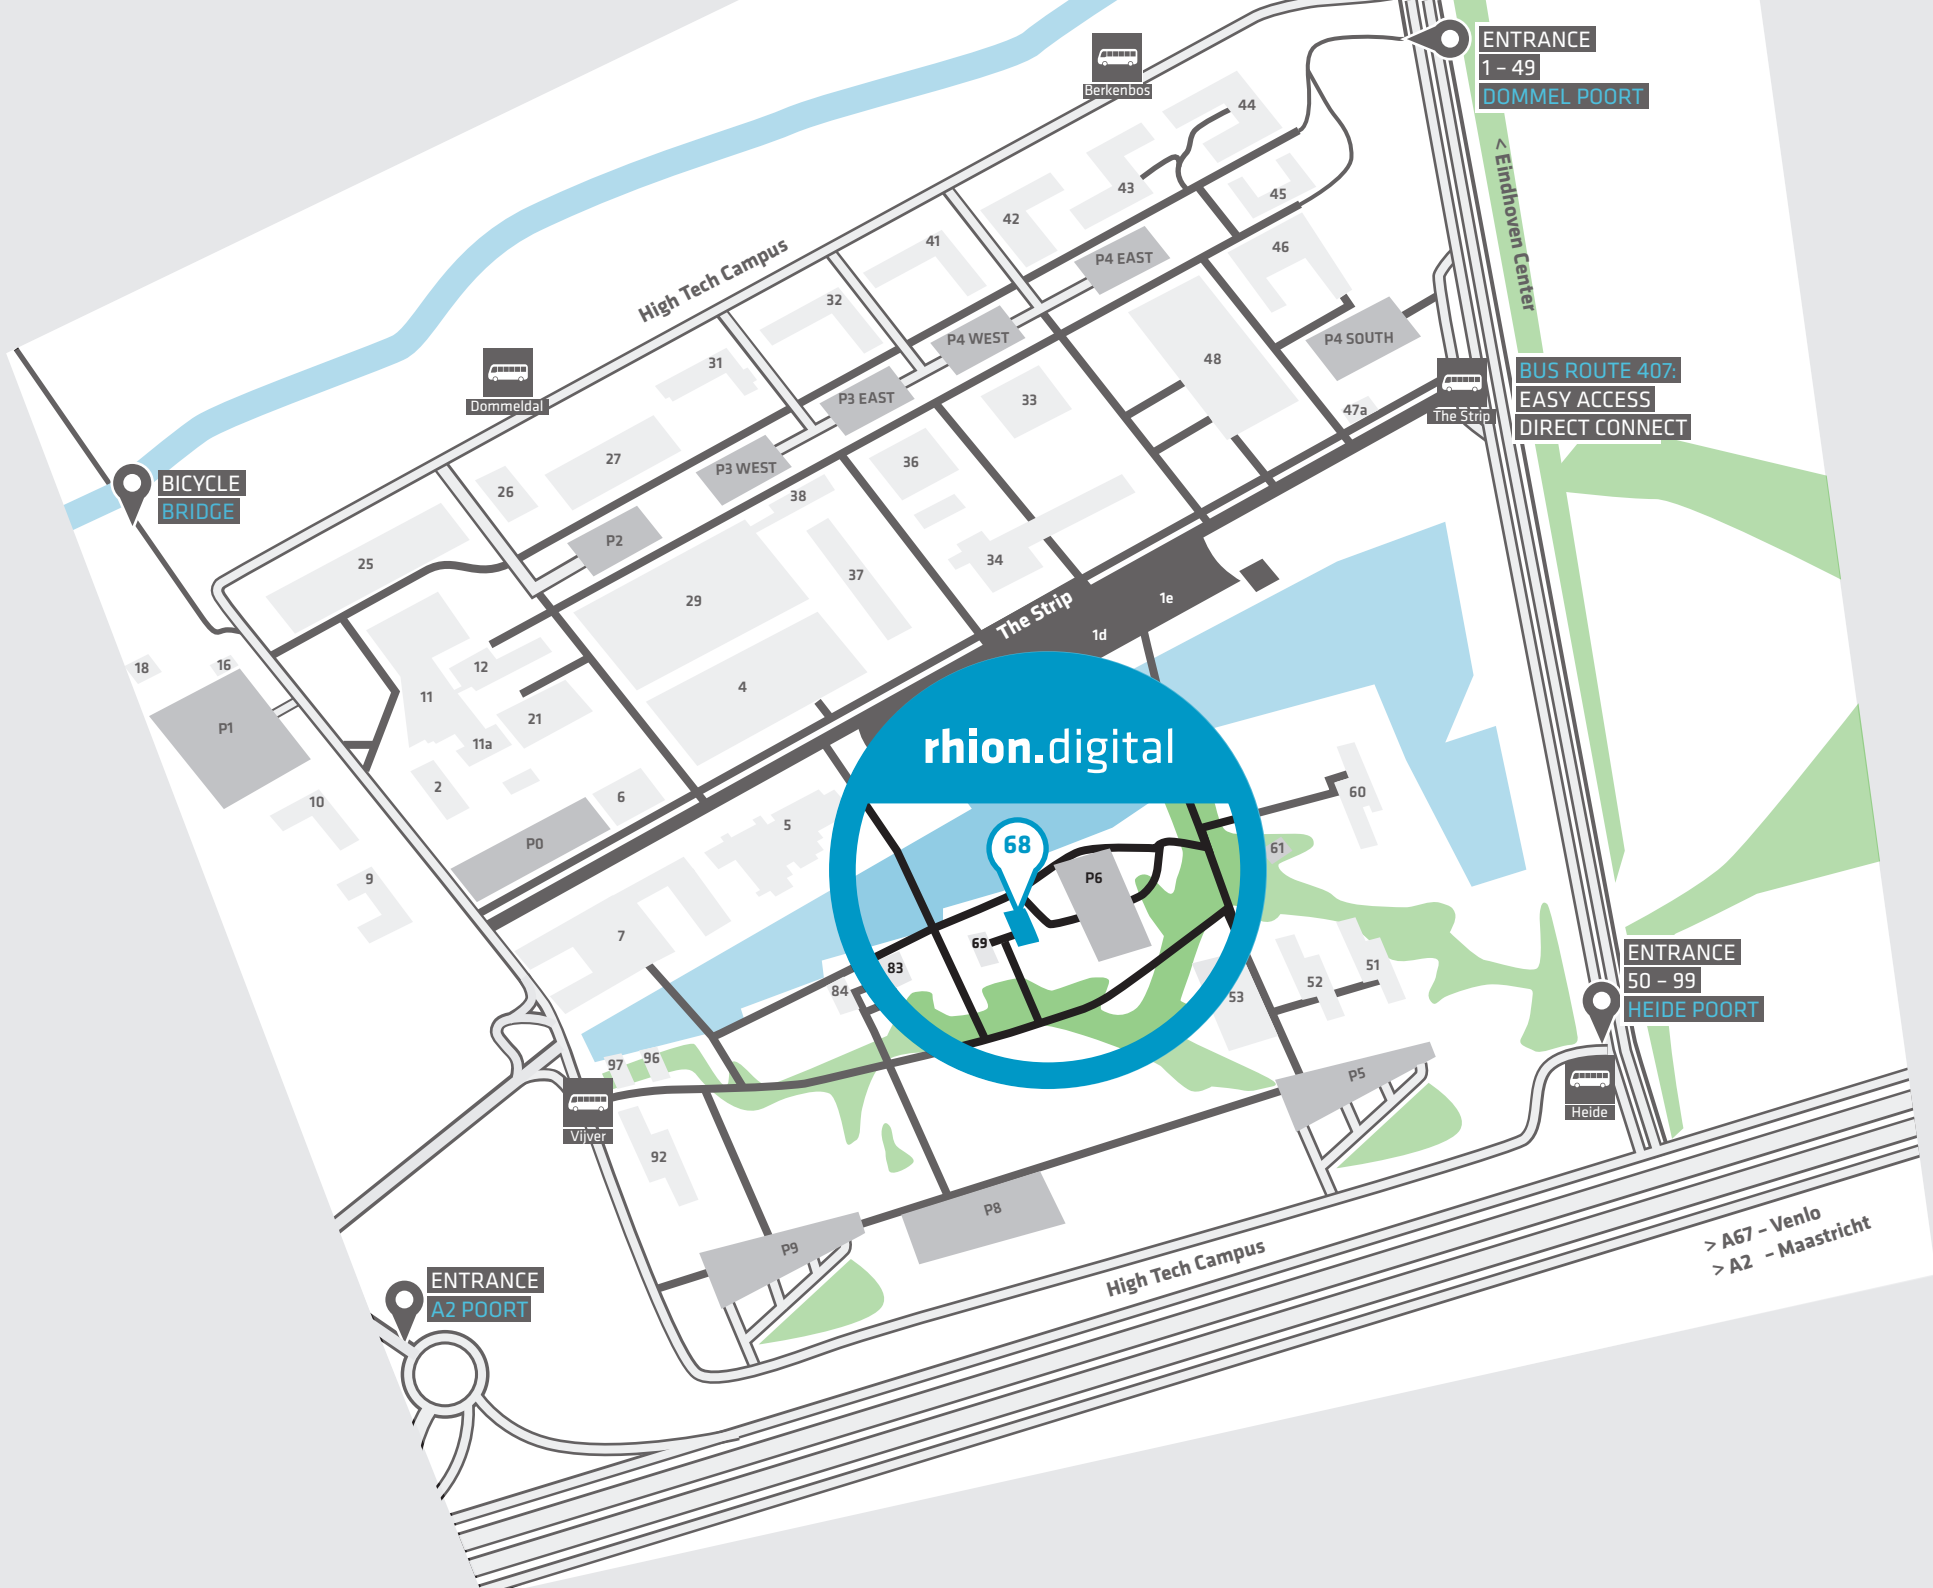 ENTRANCE
1 – 49
DOMMEL POORT
Berkenbos
44
< Eindhoven Center
43
45
42
41
46
P4 EAST
High Tech Campus
32
P4 WEST
P4 SOUTH
48
31
Dommeldal
P3 EAST
33
47a
The Strip
BUS ROUTE 407:
EASY ACCESS
DIRECT CONNECT
27
P3 WEST
36
26
38
BICYCLE
BRIDGE
P2
25
34
37
29
The Strip
1e
1d
18
16
12
11
4
21
P1
11a
rhion.digital
2
6
10
60
5
P0
68
61
9
P6
7
69
83
84
53
52
51
ENTRANCE
50 – 99
HEIDE POORT
97
96
P5
Heide
Vijver
92
P8
P9
High Tech Campus
> A67 – Venlo
> A2 – Maastricht
ENTRANCE
A2 POORT